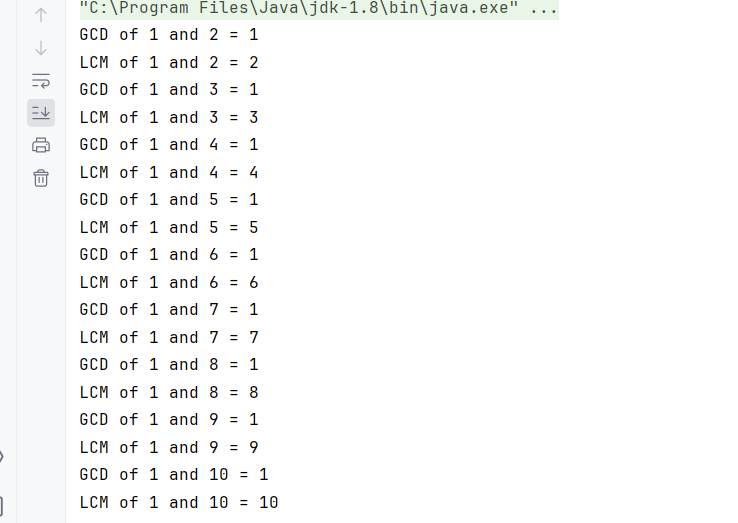 "C:\Program Files\Java\jdk-1.8\bin\java.exe" ...
GCD of 1 and 2 = 1
LCM of 1 and 2 = 2
GCD of 1 and 3 = 1
LCM of 1 and 3 = 3
GCD of 1 and 4 = 1
LCM of 1 and 4 = 4
GCD of 1 and 5 = 1
LCM of 1 and 5 = 5
GCD of 1 and 6 = 1
LCM of 1 and 6 = 6
GCD of 1 and 7 = 1
LCM of 1 and 7 = 7
GCD of 1 and 8 = 1
LCM of 1 and 8 = 8
GCD of 1 and 9 = 1
LCM of 1 and 9 = 9
GCD of 1 and 10 = 1
LCM of 1 and 10 = 10